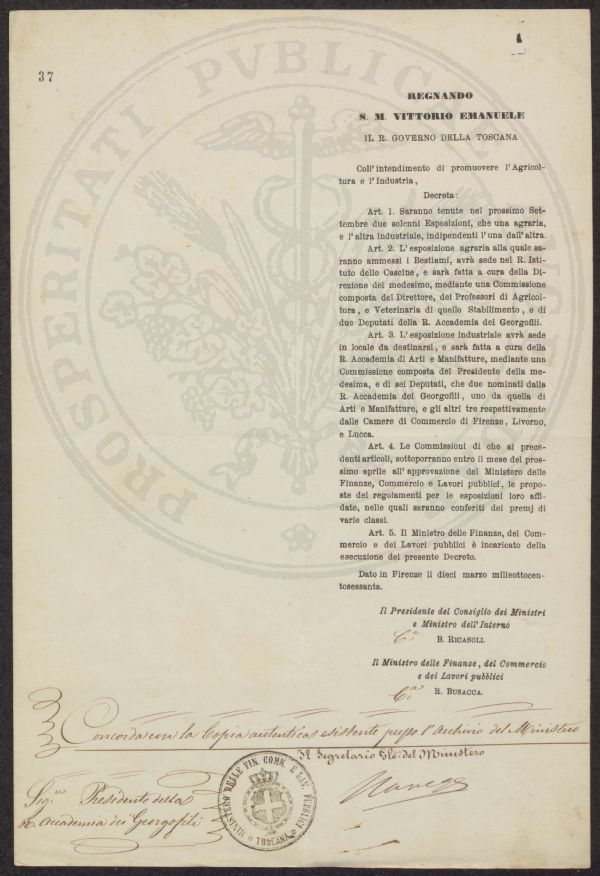 1
37
PROSPERITATI PVBLICAE
REGNANDO
S. M. VITTORIO EMANUELE
IL R. GOVERNO DELLA TOSCANA
Coll' intendimento di promuovere l' Agricol-
tura e l' Industria,
Decreta:
Art. 1. Saranno tenute nel prossimo Set-
tembre due solenni Esposizioni, che una agraria,
e l' altra industriale, indipendenti l' una dall' altra.
Art. 2. L' esposizione agraria alla quale sa-
ranno ammessi i Bestiami, avrà sede nel R. Isti-
tuto delle Cascine, e sarà fatta a cura della Di-
rezione del medesimo, mediante una Commissione
composta del Direttore, dei Professori di Agricol-
tura, e Veterinaria di quello Stabilimento, e di
due Deputati della R. Accademia dei Georgofili.
Art. 3. L' esposizione industriale avrà sede
in locale da destinarsi, e sarà fatta a cura della
R. Accademia di Arti e Manifatture, mediante una
Commissione composta del Presidente della me-
desima, e di sei Deputati, che due nominati dalla
R. Accademia dei Georgofili, uno da quella di
Arti e Manifatture, e gli altri tre respettivamente
dalle Camere di Commercio di Firenze, Livorno,
e Lucca.
Art. 4. Le Commissioni di che ai prece-
denti articoli, sottoporranno entro il mese del pros-
simo aprile all' approvazione del Ministero delle
Finanze, Commercio e Lavori pubblici, le propo-
ste dei regolamenti per le esposizioni loro affi-
date, nelle quali saranno conferiti dei premj di
varie classi.
Art. 5. Il Ministro delle Finanze, del Com-
mercio e dei Lavori pubblici è incaricato della
esecuzione del presente Decreto.
Dato in Firenze li dieci marzo milleottocen-
tosessanta.
Il Presidente del Consiglio dei Ministri
e Ministro dell' Interno
B. RICASOLI.
Il Ministro delle Finanze, del Commercio
e dei Lavori pubblici
R. BUSACCA.
Concorda con la Copia autentica esistente presso l'Archivio del Ministero
Il Segretario Gle. del Ministero
MINISTERO DELLE FIN. COMM. E LAV. PUBBLICI
TOSCANA
Sig. Presidente della
R. Accademia dei Georgofili